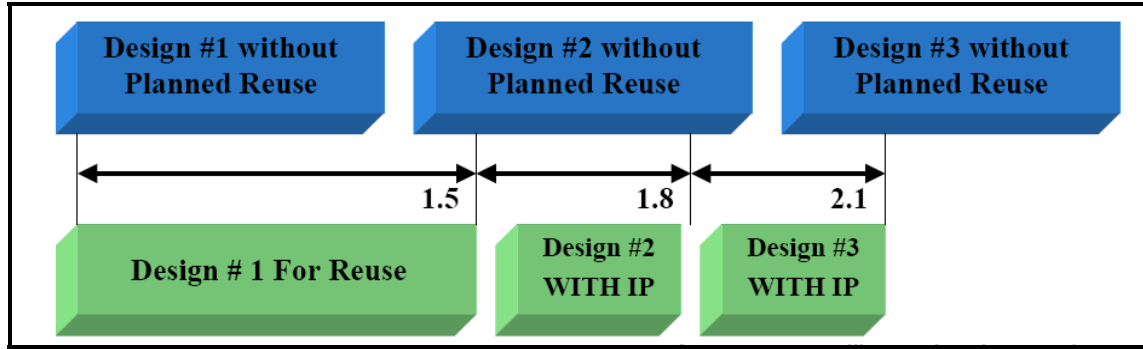 Design #1 without
Planned Reuse
Design #2 without
Planned Reuse
Design #3 without
Planned Reuse
1.5
1.8
2.1
Design # 1 For Reuse
Design #2
WITH IP
Design #3
WITH IP